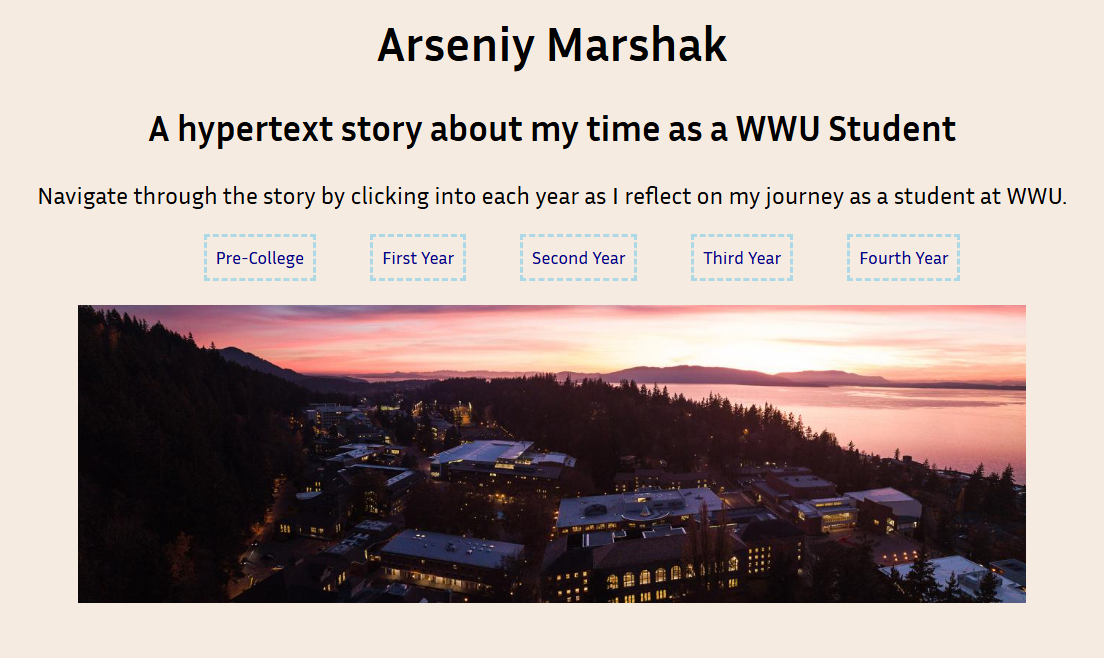 Arseniy Marshak
A hypertext story about my time as a WWU Student
Navigate through the story by clicking into each year as I reflect on my journey as a student at WWU.
Pre-College First Year Second Year Third Year Fourth Year